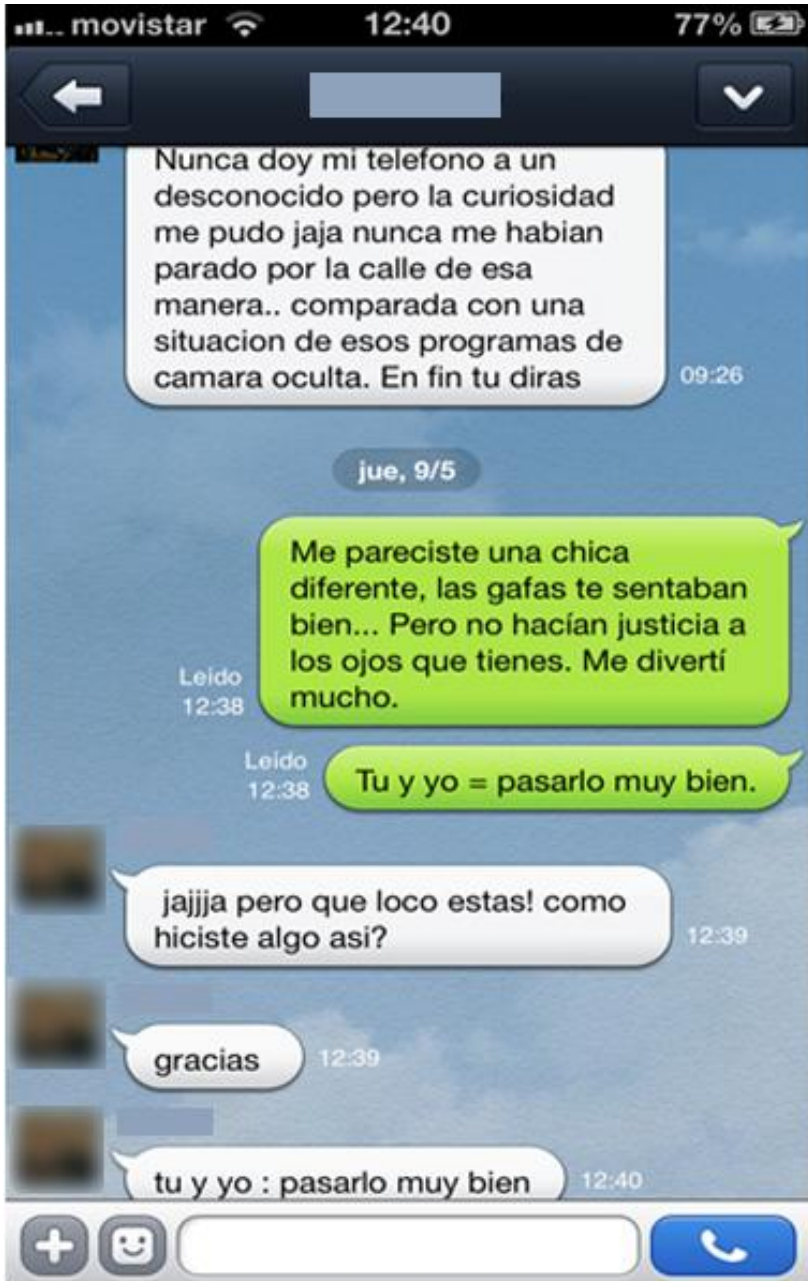 movistar 12:40 77%
Nunca doy mi telefono a un
desconocido pero la curiosidad
me pudo jaja nunca me habian
parado por la calle de esa
manera.. comparada con una
situacion de esos programas de
camara oculta. En fin tu diras
09:26
jue, 9/5
Me pareciste una chica
diferente, las gafas te sentaban
bien... Pero no hacían justicia a
los ojos que tienes. Me divertí
mucho.
Leído
12:38
Tu y yo = pasarlo muy bien.
Leído
12:38
jajjja pero que loco estas! como
hiciste algo asi?
12:39
gracias
12:39
tu y yo : pasarlo muy bien
12:40